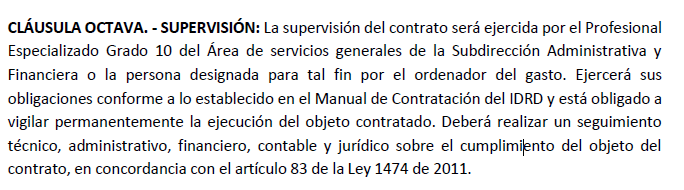 CLÁUSULA OCTAVA. - SUPERVISIÓN: La supervisión del contrato será ejercida por el Profesional
Especializado Grado 10 del Área de servicios generales de la Subdirección Administrativa y
Financiera o la persona designada para tal fin por el ordenador del gasto. Ejercerá sus
obligaciones conforme a lo establecido en el Manual de Contratación del IDRD y está obligado a
vigilar permanentemente la ejecución del objeto contratado. Deberá realizar un seguimiento
técnico, administrativo, financiero, contable y jurídico sobre el cumplimiento del objeto del
contrato, en concordancia con el artículo 83 de la Ley 1474 de 2011.